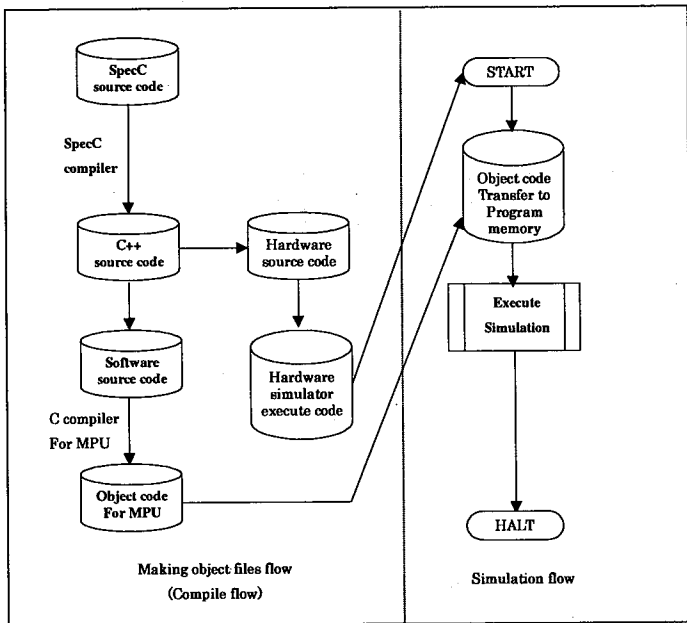 SpecC
source code
SpecC
compiler
C++
source code
Hardware
source code
Software
source code
Hardware
simulator
execute code
C compiler
For MPU
Object code
For MPU
Making object files flow
(Compile flow)
START
Object code
Transfer to
Program
memory
Execute
Simulation
HALT
Simulation flow